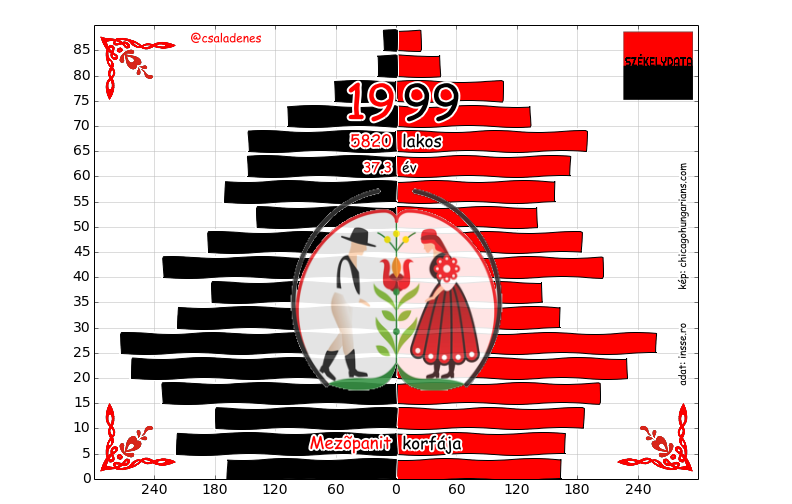 @csaladenes
SZÉKELYDATA
1999
5820 lakos
37.3 év
kép: chicagohungarians.com
adat: insse.ro
Mezõpanit korfája
85
80
75
70
65
60
55
50
45
40
35
30
25
20
15
10
5
0
240 180 120 60 0 60 120 180 240